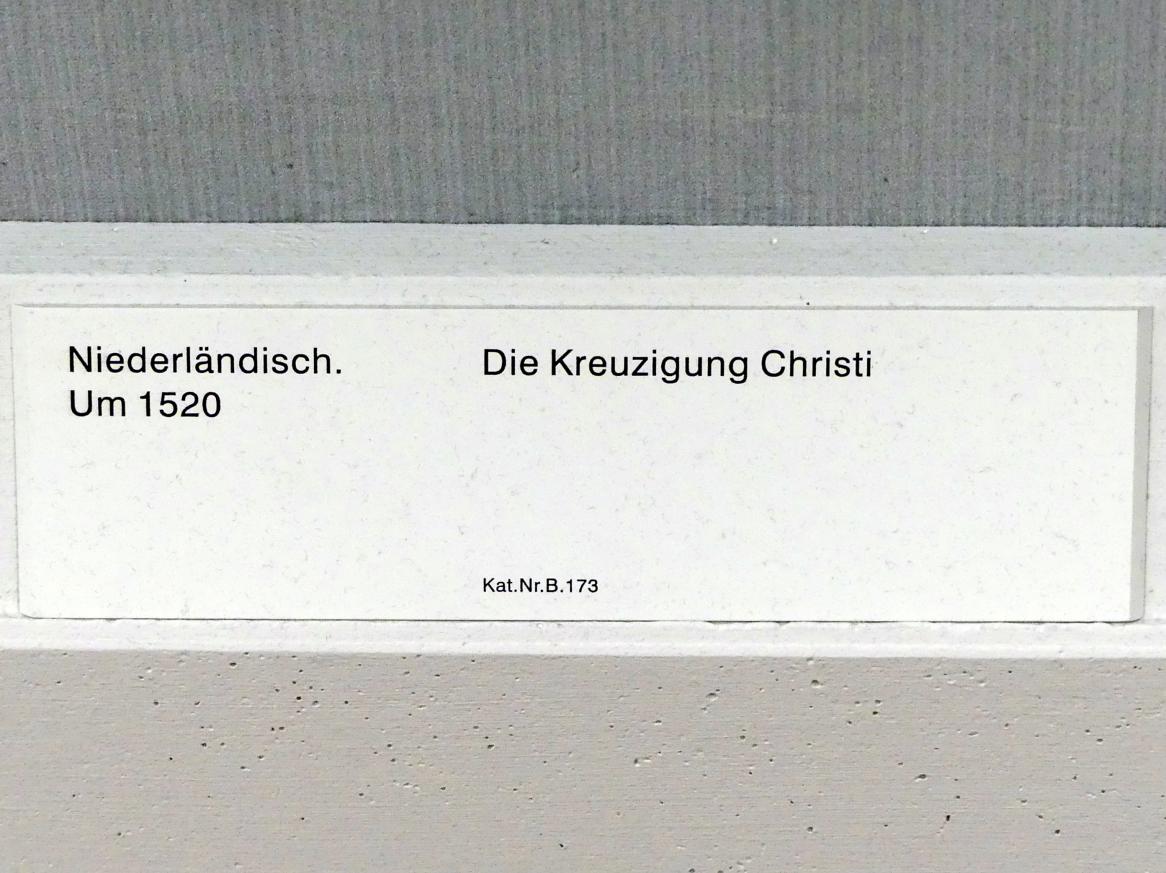 Niederländisch.
Um 1520
Die Kreuzigung Christi
Kat.Nr.B.173